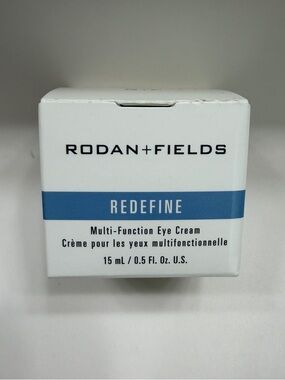 RODAN+FIELDS
REDEFINE
Multi-Function Eye Cream
Crème pour les yeux multifonctionnelle
15 mL / 0.5 Fl. Oz. U.S.